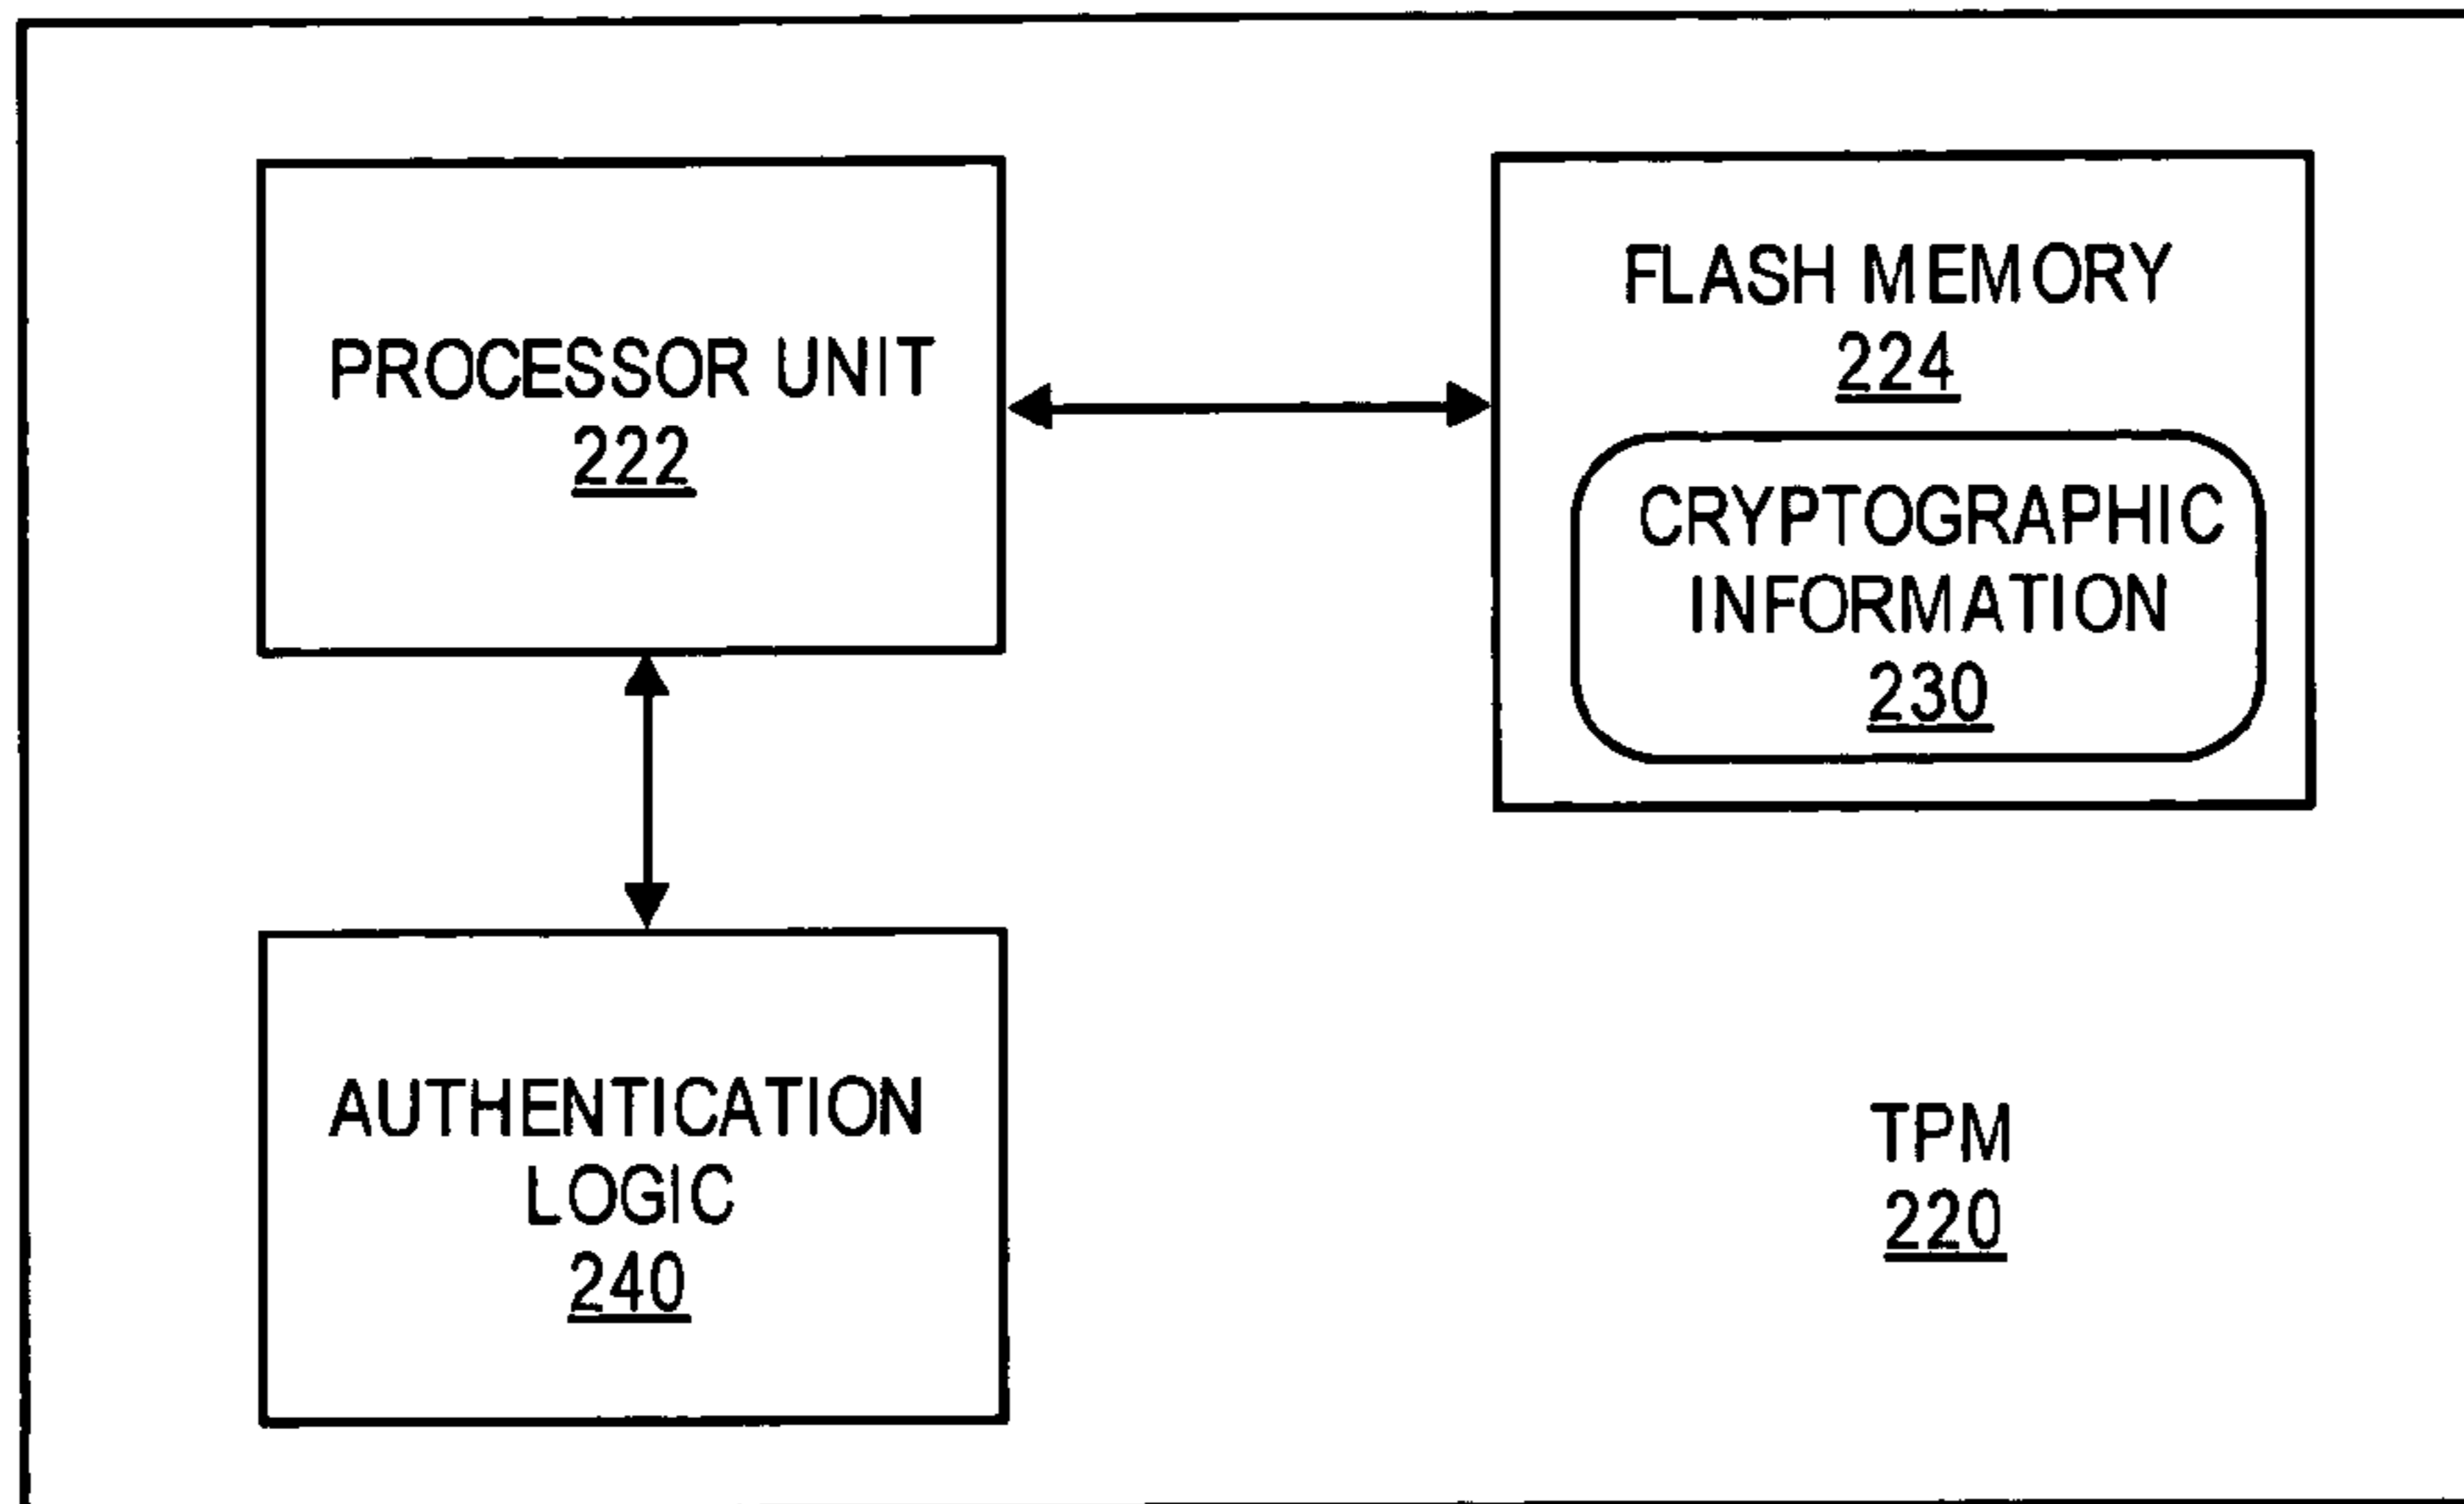 PROCESSOR UNIT
222
FLASH MEMORY
224
CRYPTOGRAPHIC
INFORMATION
230
AUTHENTICATION
LOGIC
240
TPM
220